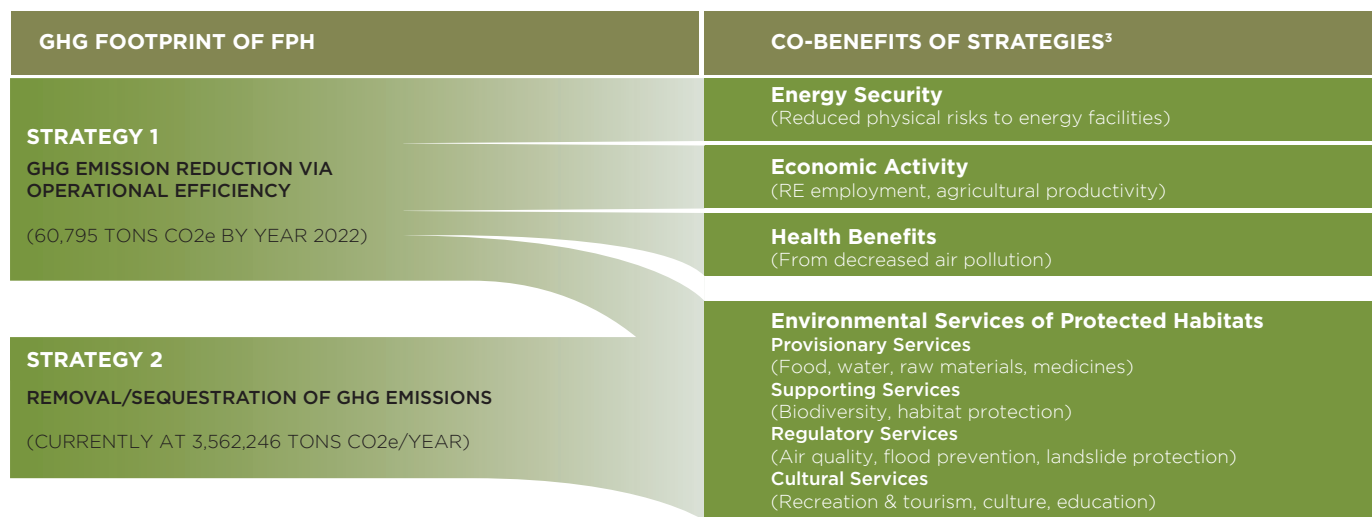 GHG FOOTPRINT OF FPH
CO-BENEFITS OF STRATEGIES³
STRATEGY 1
GHG EMISSION REDUCTION VIA
OPERATIONAL EFFICIENCY
(60,795 TONS CO2e BY YEAR 2022)
Energy Security
(Reduced physical risks to energy facilities)
Economic Activity
(RE employment, agricultural productivity)
Health Benefits
(From decreased air pollution)
STRATEGY 2
REMOVAL/SEQUESTRATION OF GHG EMISSIONS
(CURRENTLY AT 3,562,246 TONS CO2e/YEAR)
Environmental Services of Protected Habitats
Provisionary Services
(Food, water, raw materials, medicines)
Supporting Services
(Biodiversity, habitat protection)
Regulatory Services
(Air quality, flood prevention, landslide protection)
Cultural Services
(Recreation & tourism, culture, education)